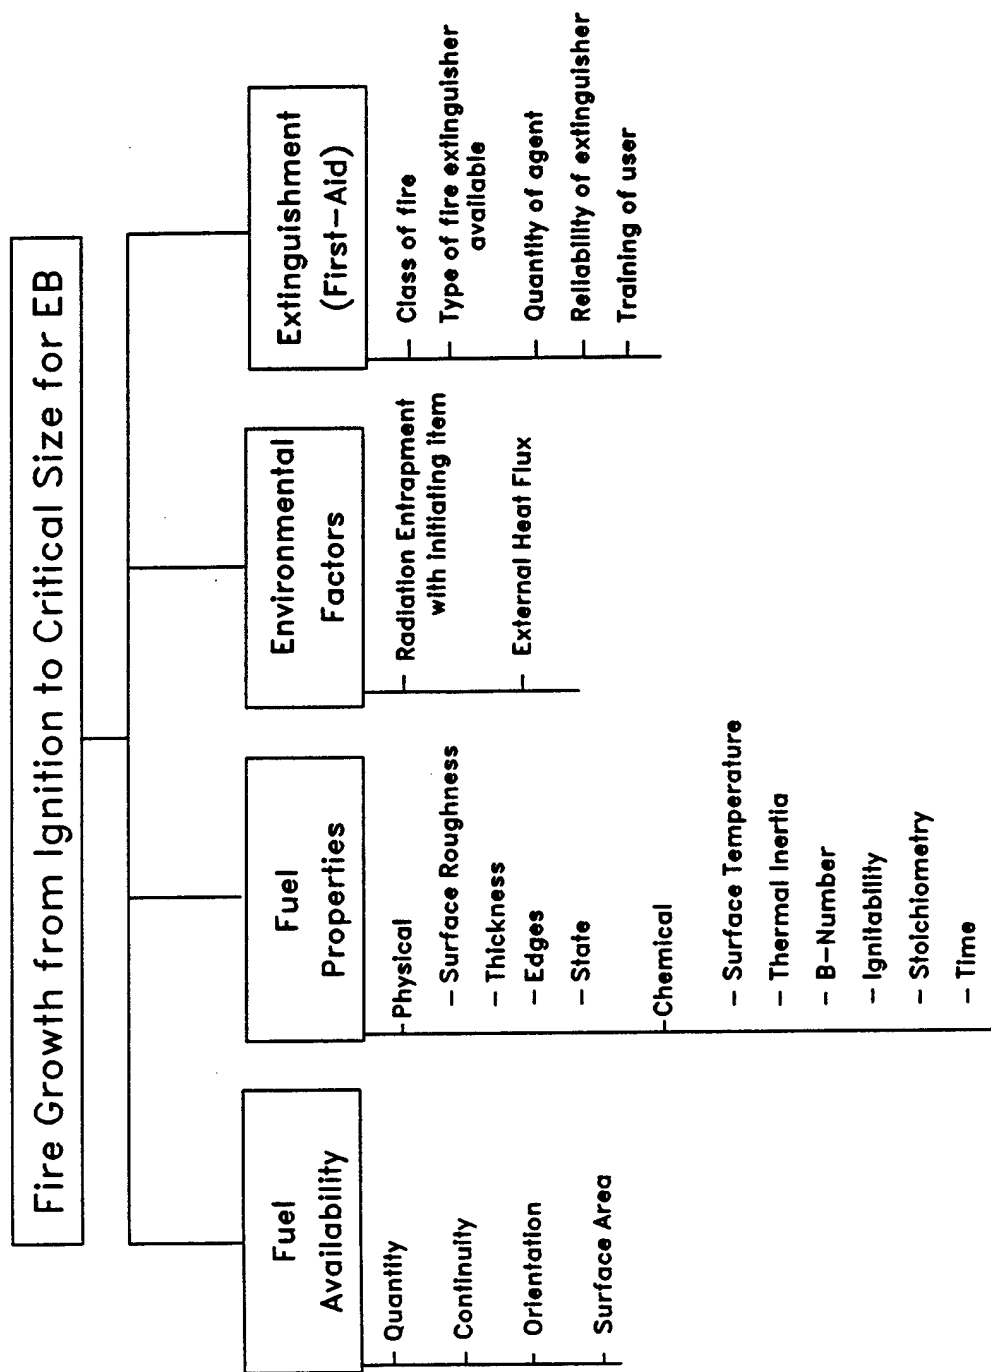 Fire Growth from Ignition to Critical Size for EB
Fuel
Availability
Quantity
Continuity
Orientation
Surface Area
Fuel
Properties
Physical
– Surface Roughness
– Thickness
– Edges
– State
Chemical
– Surface Temperature
– Thermal Inertia
– B-Number
– Ignitability
– Stoichiometry
– Time
Environmental
Factors
Radiation Entrapment
with initiating item
External Heat Flux
Extinguishment
(First-Aid)
Class of fire
Type of fire extinguisher
available
Quantity of agent
Reliability of extinguisher
Training of user